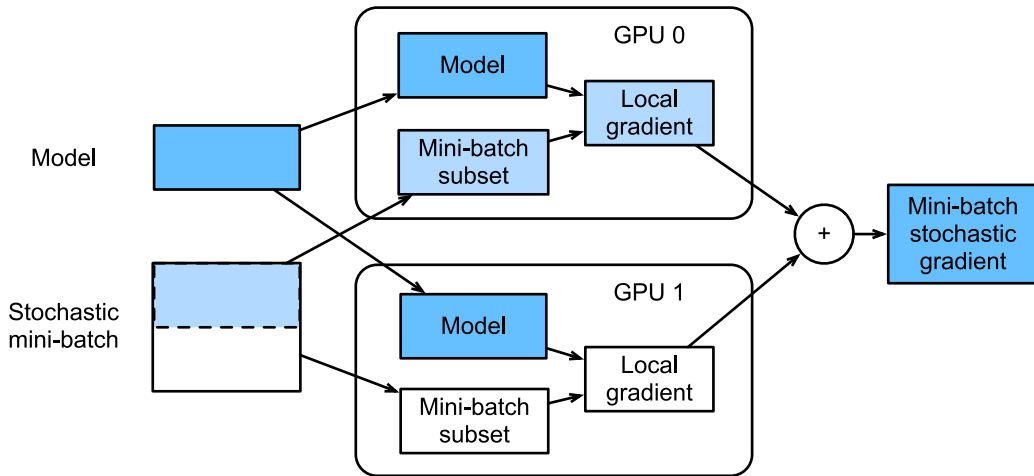 Model
Stochastic
mini-batch
GPU 0
Model
Mini-batch
subset
Local
gradient
GPU 1
Model
Mini-batch
subset
Local
gradient
+
Mini-batch
stochastic
gradient